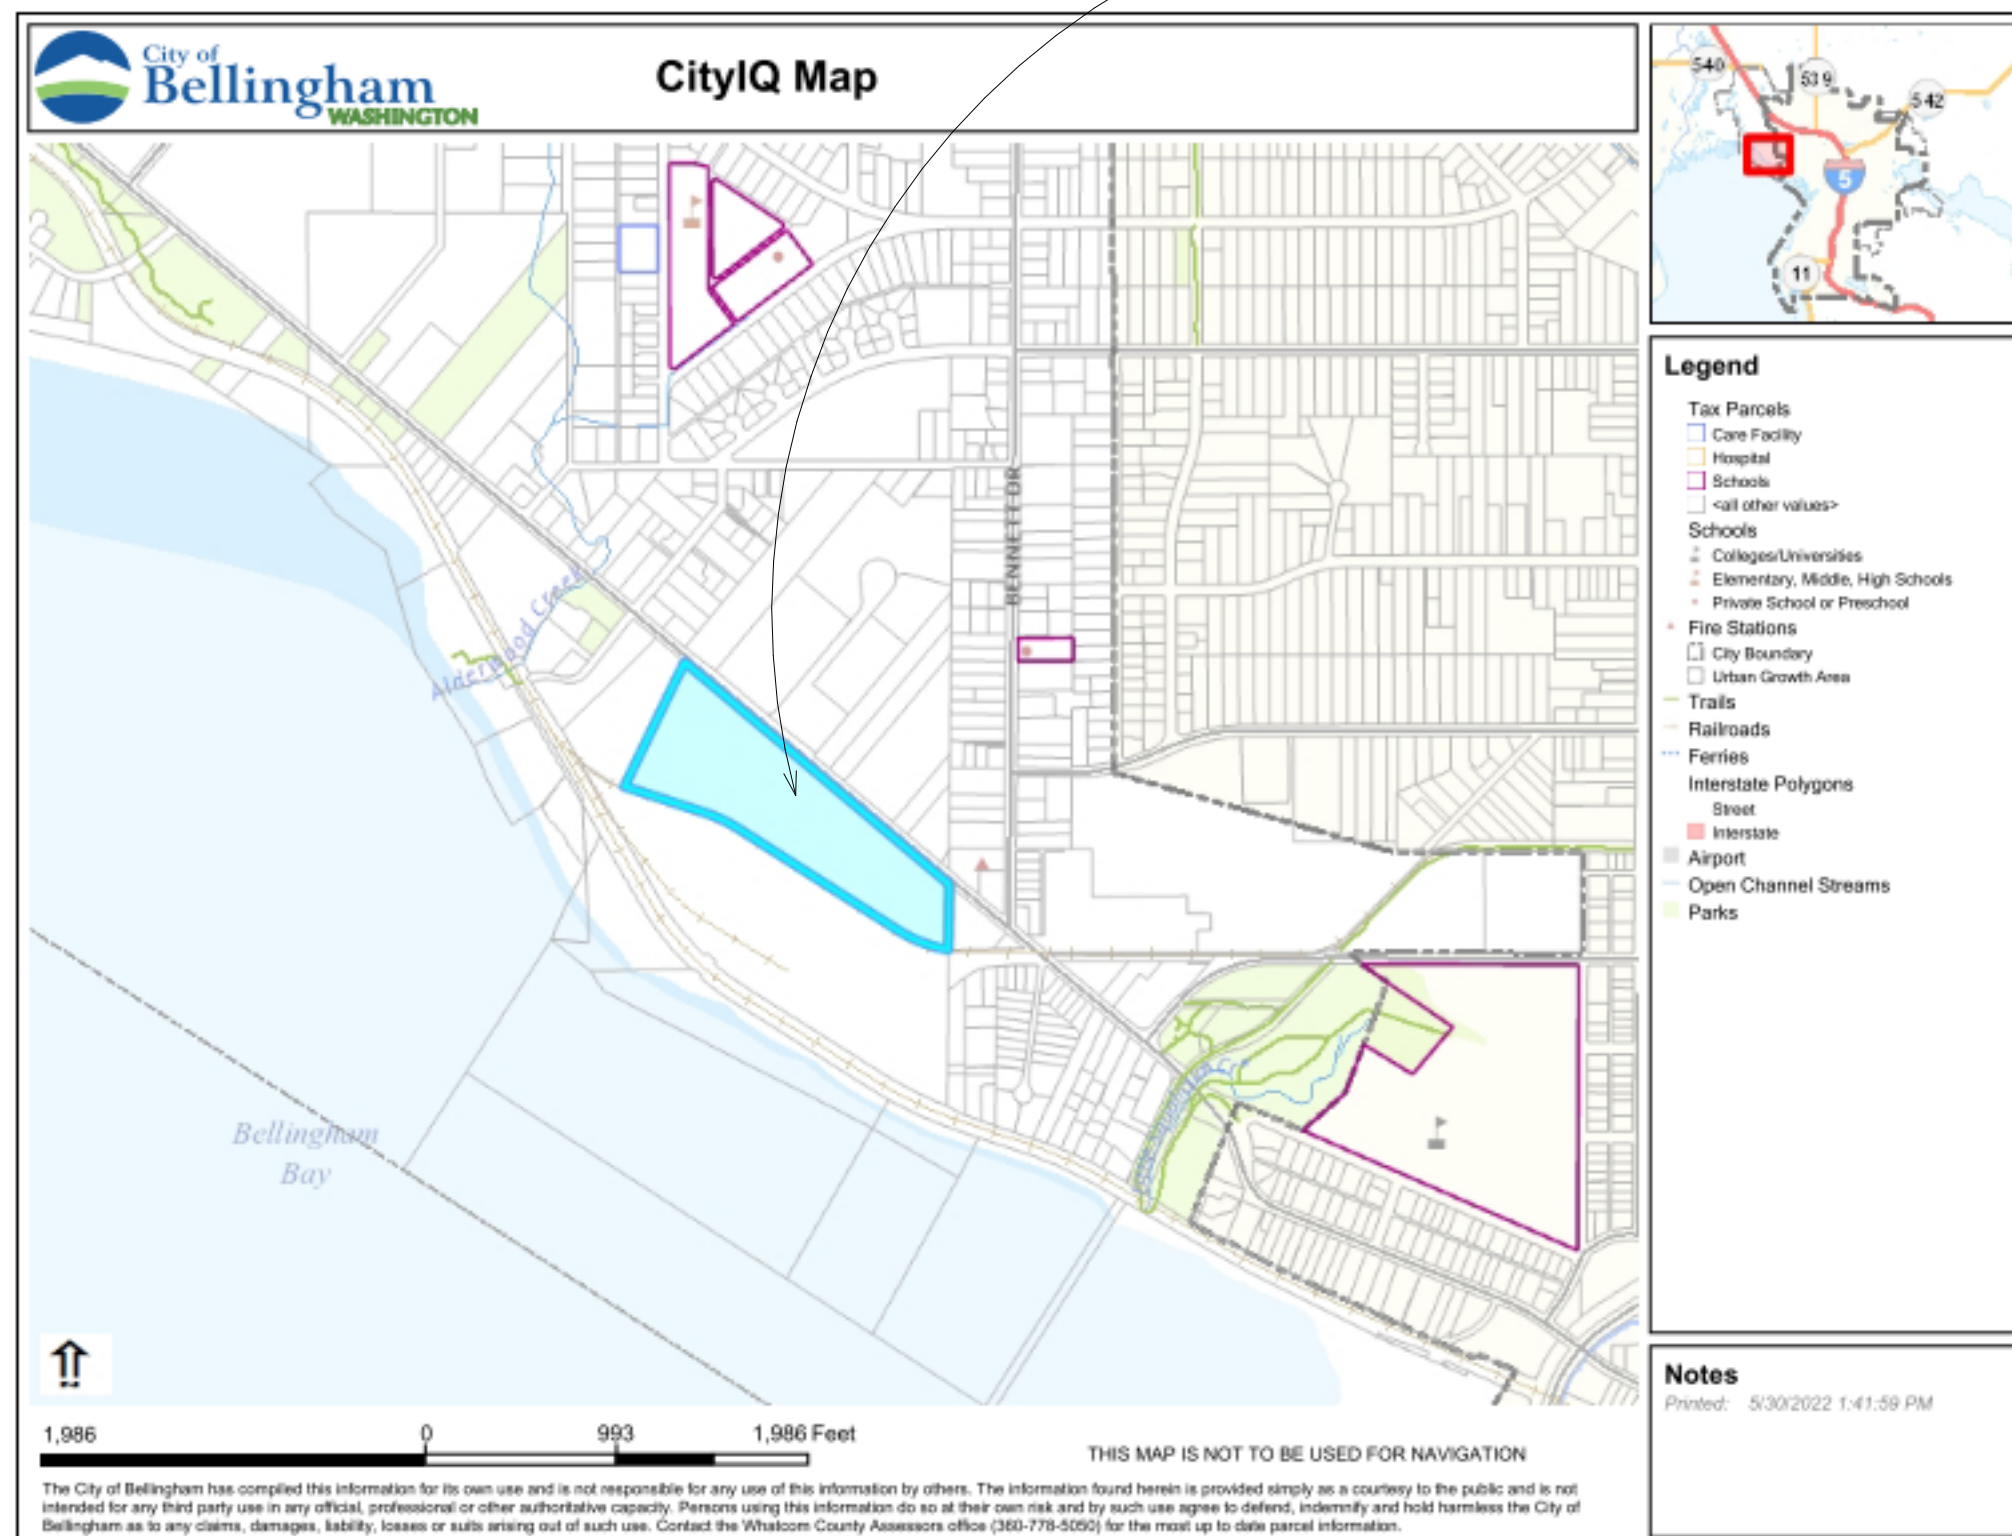 City of
Bellingham
WASHINGTON
CityIQ Map
540
539
542
5
11
BENNETT DR
Alderwood Creek
Bellingham
Bay
Legend
Tax Parcels
Care Facility
Hospital
Schools
<all other values>
Schools
Colleges/Universities
Elementary, Middle, High Schools
Private School or Preschool
Fire Stations
City Boundary
Urban Growth Area
Trails
Railroads
Ferries
Interstate Polygons
Street
Interstate
Airport
Open Channel Streams
Parks
Notes
Printed: 5/30/2022 1:41:59 PM
1,986 0 993 1,986 Feet
THIS MAP IS NOT TO BE USED FOR NAVIGATION
The City of Bellingham has compiled this information for its own use and is not responsible for any use of this information by others. The information found herein is provided simply as a courtesy to the public and is not
intended for any third party use in any official, professional or other authoritative capacity. Persons using this information do so at their own risk and by such use agree to defend, indemnify and hold harmless the City of
Bellingham as to any claims, damages, liability, losses or suits arising out of such use. Contact the Whatcom County Assessors office (360-778-5050) for the most up to date parcel information.